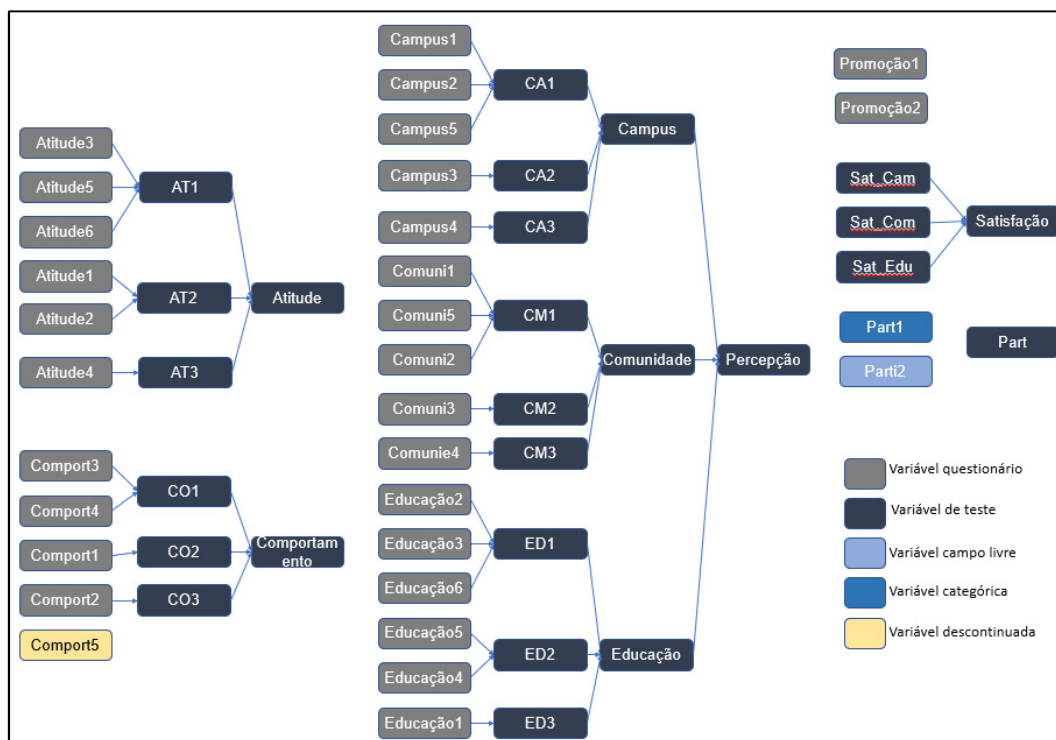 Atitude3
Atitude5
Atitude6
Atitude1
Atitude2
Atitude4
AT1
AT2
AT3
Atitude
Comport3
Comport4
Comport1
Comport2
Comport5
CO1
CO2
CO3
Comportam
ento
Campus1
Campus2
Campus5
Campus3
Campus4
CA1
CA2
CA3
Campus
Comuni1
Comuni5
Comuni2
Comuni3
Comunie4
CM1
CM2
CM3
Comunidade
Educação2
Educação3
Educação6
Educação5
Educação4
Educação1
ED1
ED2
ED3
Educação
Percepção
Promoção1
Promoção2
Sat_Cam
Sat_Com
Sat_Edu
Satisfação
Part1
Parti2
Part
Variável questionário
Variável de teste
Variável campo livre
Variável categórica
Variável descontinuada